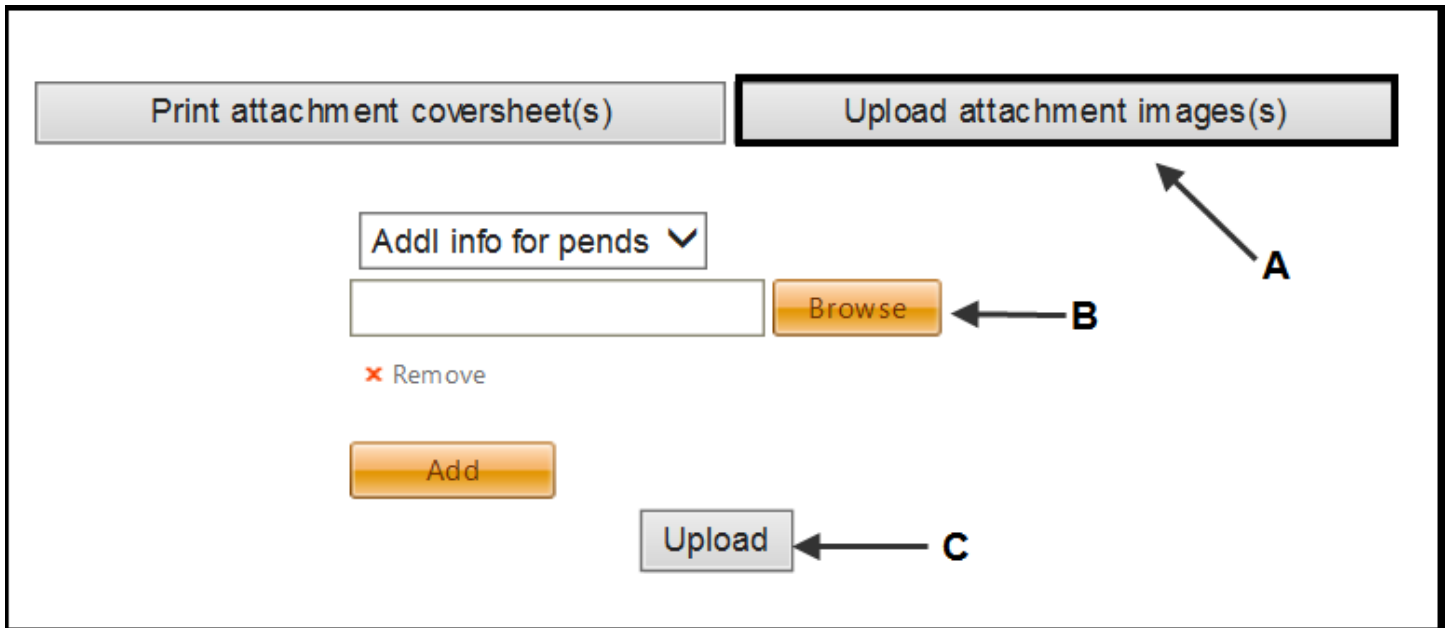 Print attachment coversheet(s)
Upload attachment images(s)
A
Addl info for pends
Browse
B
Remove
Add
Upload
C